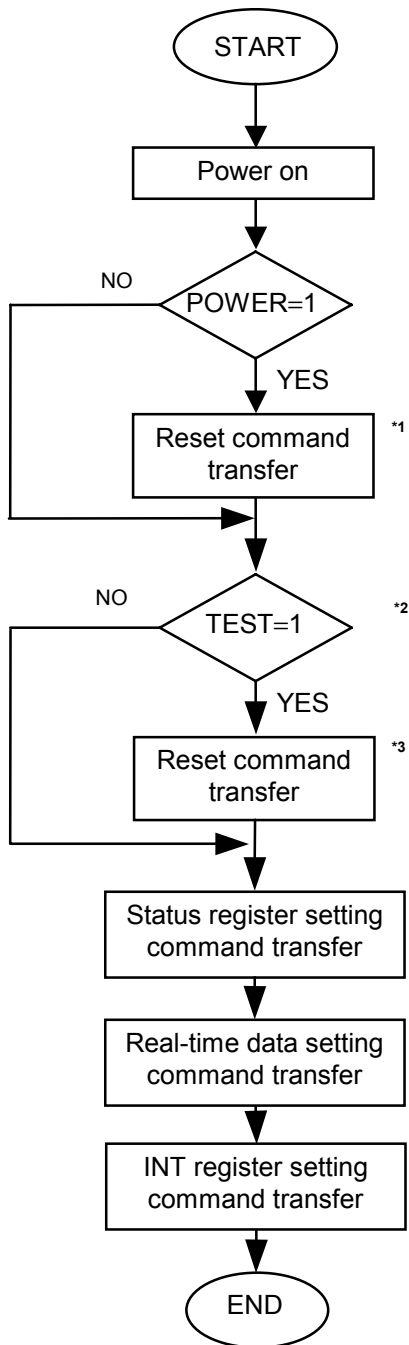 START
Power on
NO
POWER=1
YES
Reset command
transfer
*1
NO
TEST=1
*2
YES
Reset command
transfer
*3
Status register setting
command transfer
Real-time data setting
command transfer
INT register setting
command transfer
END